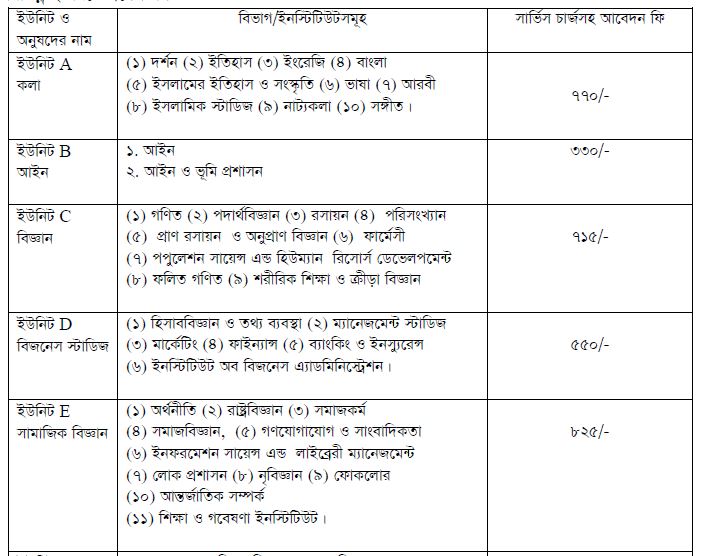 ইউনিট ও
অনুষদের নাম
বিভাগ/ইনস্টিটিউটসমূহ
সার্ভিস চার্জসহ আবেদন ফি
ইউনিট A
কলা
(১) দর্শন (২) ইতিহাস (৩) ইংরেজি (৪) বাংলা
(৫) ইসলামের ইতিহাস ও সংস্কৃতি (৬) ভাষা (৭) আরবী
(৮) ইসলামিক স্টাডিজ (৯) নাট্যকলা (১০) সঙ্গীত।
৭৭০/-
ইউনিট B
আইন
১. আইন
২. আইন ও ভূমি প্রশাসন
৩৩০/-
ইউনিট C
বিজ্ঞান
(১) গণিত (২) পদার্থবিজ্ঞান (৩) রসায়ন (৪) পরিসংখ্যান
(৫) প্রাণ রসায়ন ও অনুপ্রাণ বিজ্ঞান (৬) ফার্মেসী
(৭) পপুলেশন সায়েন্স এন্ড হিউম্যান রিসোর্স ডেভেলপমেন্ট
(৮) ফলিত গণিত (৯) শরীরিক শিক্ষা ও ক্রীড়া বিজ্ঞান
৭১৫/-
ইউনিট D
বিজনেস স্টাডিজ
(১) হিসাববিজ্ঞান ও তথ্য ব্যবস্থা (২) ম্যানেজমেন্ট স্টাডিজ
(৩) মার্কেটিং (৪) ফাইন্যান্স (৫) ব্যাংকিং ও ইনস্যুরেন্স
(৬) ইনস্টিটিউট অব বিজনেস এ্যাডমিনিস্ট্রেশন।
৫৫০/-
ইউনিট E
সামাজিক বিজ্ঞান
(১) অর্থনীতি (২) রাষ্ট্রবিজ্ঞান (৩) সমাজকর্ম
(৪) সমাজবিজ্ঞান, (৫) গণযোগাযোগ ও সাংবাদিকতা
(৬) ইনফরমেশন সায়েন্স এন্ড লাইব্রেরী ম্যানেজমেন্ট
(৭) লোক প্রশাসন (৮) নৃবিজ্ঞান (৯) ফোকলোর
(১০) আন্তর্জাতিক সম্পর্ক
(১১) শিক্ষা ও গবেষণা ইনস্টিটিউট।
৮২৫/-